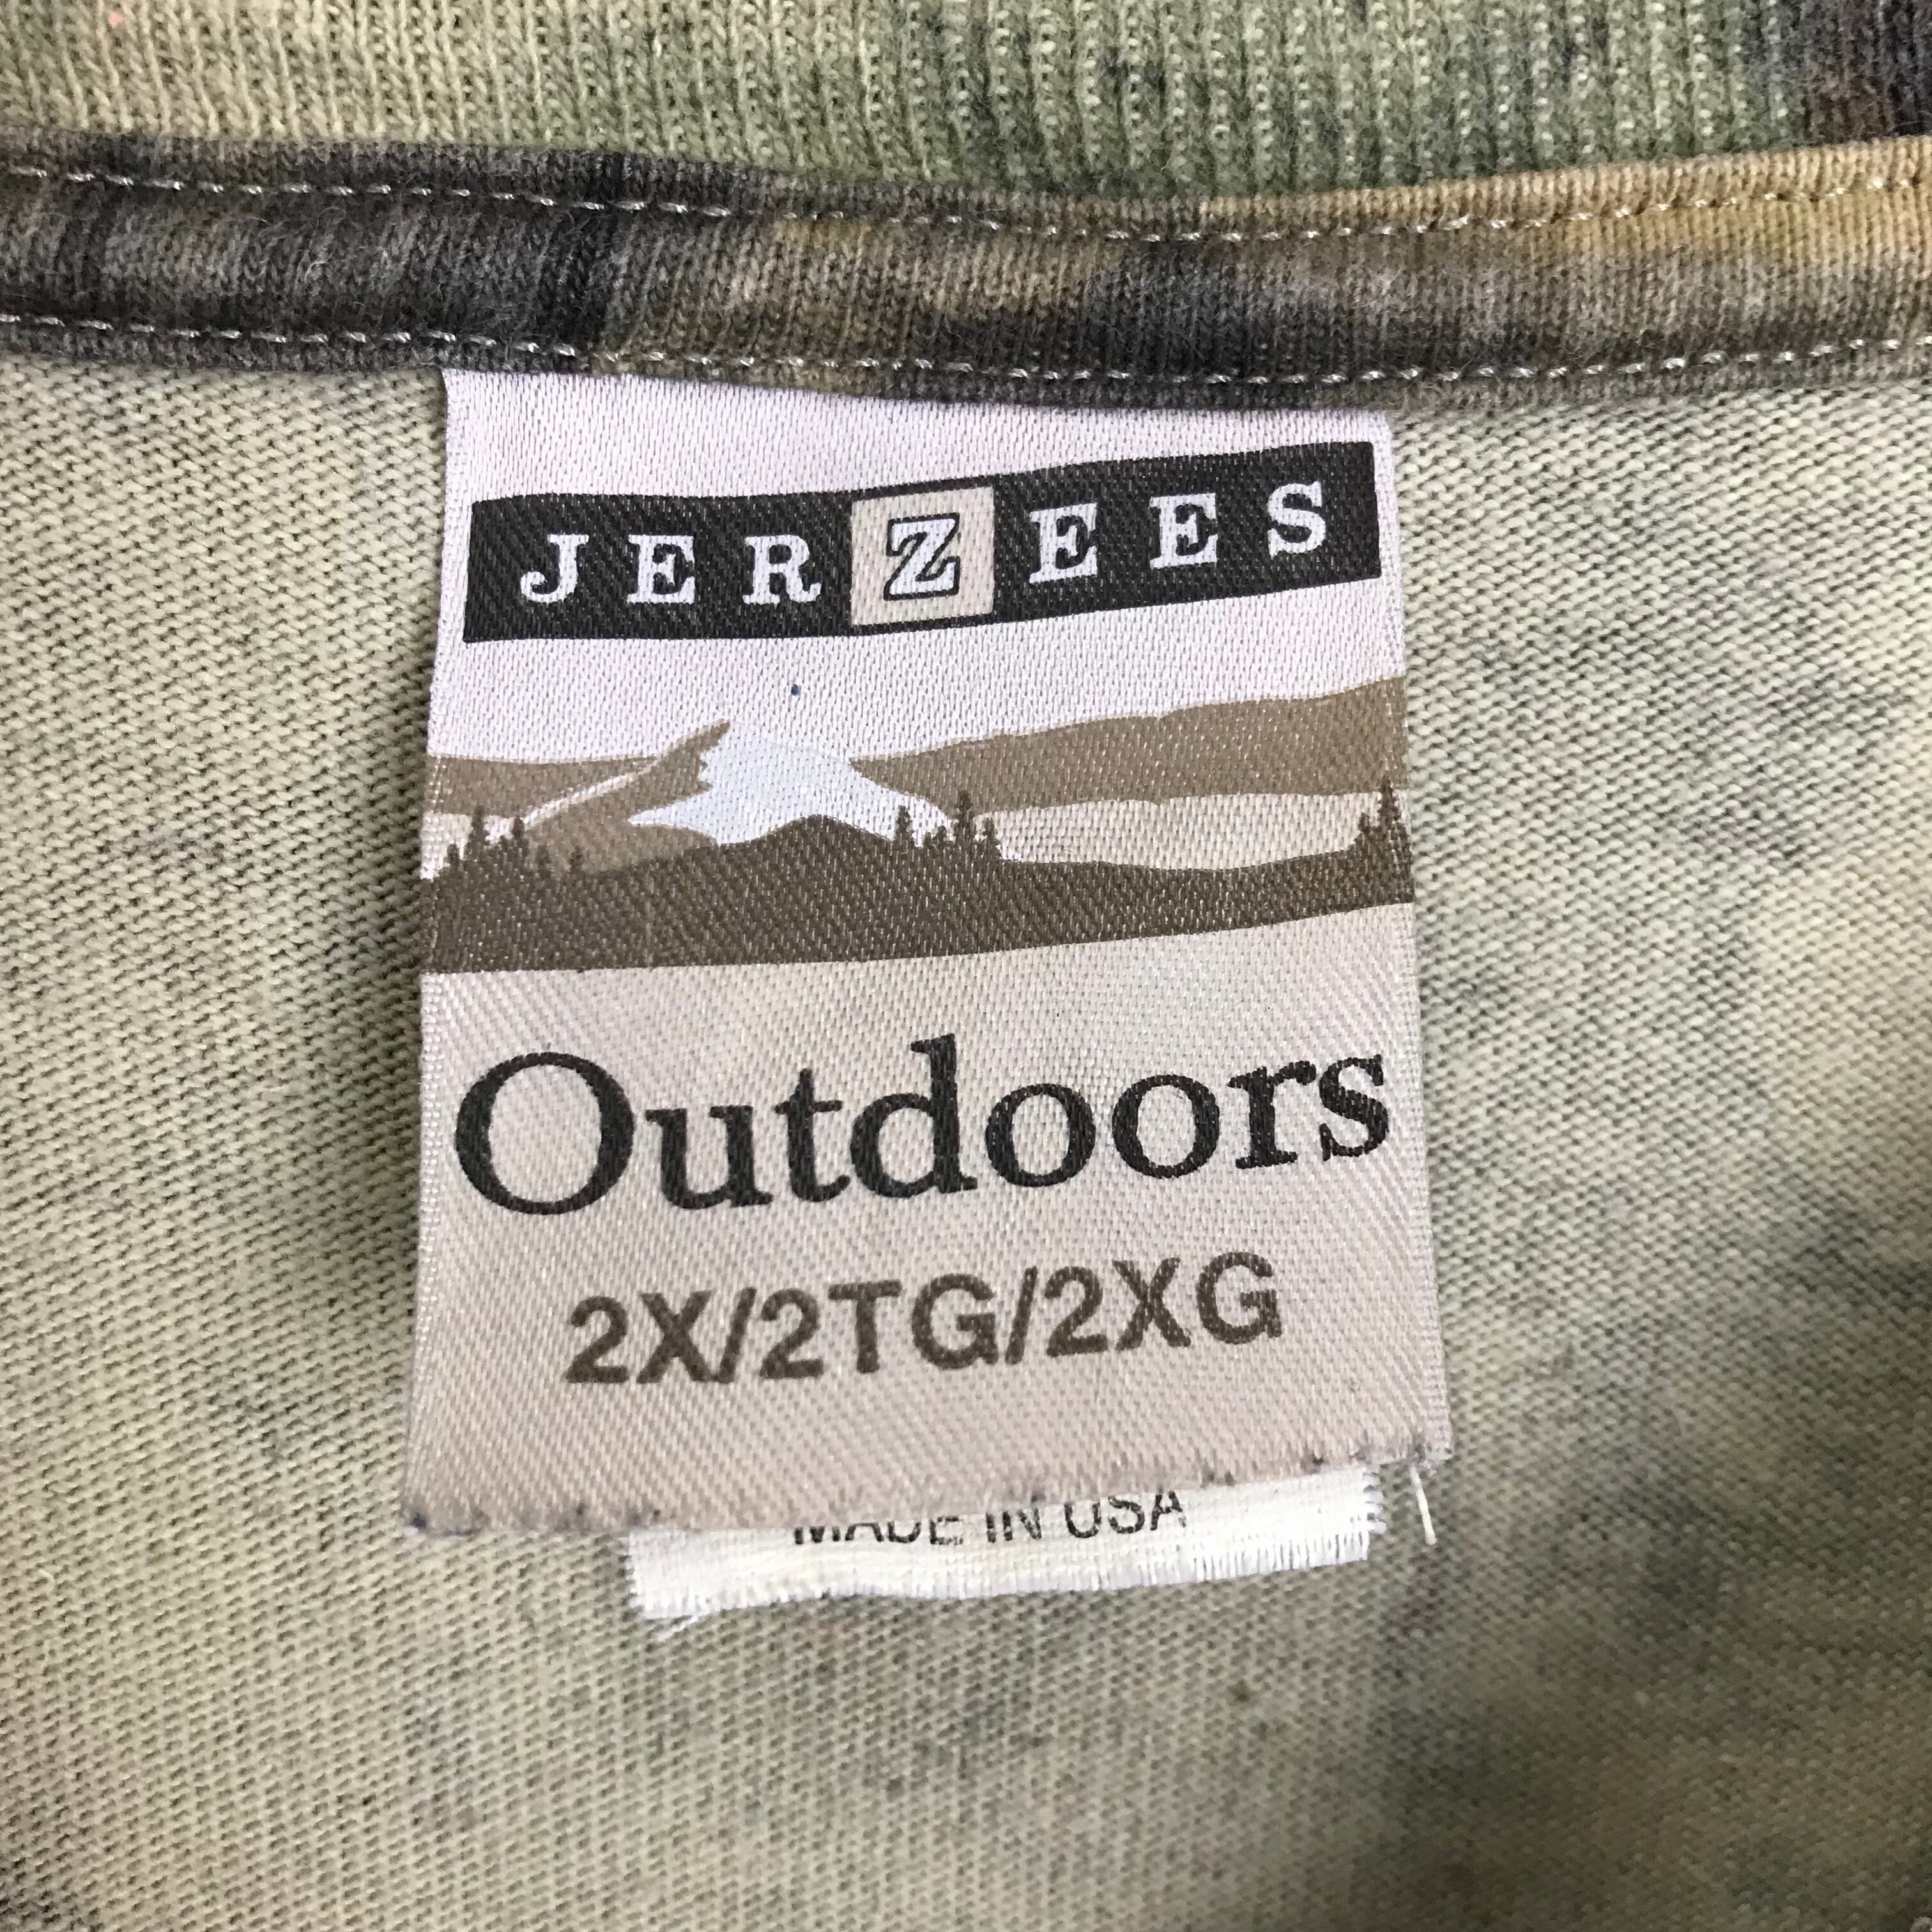 JERZEES
Outdoors
2X/2TG/2XG
MADE IN USA